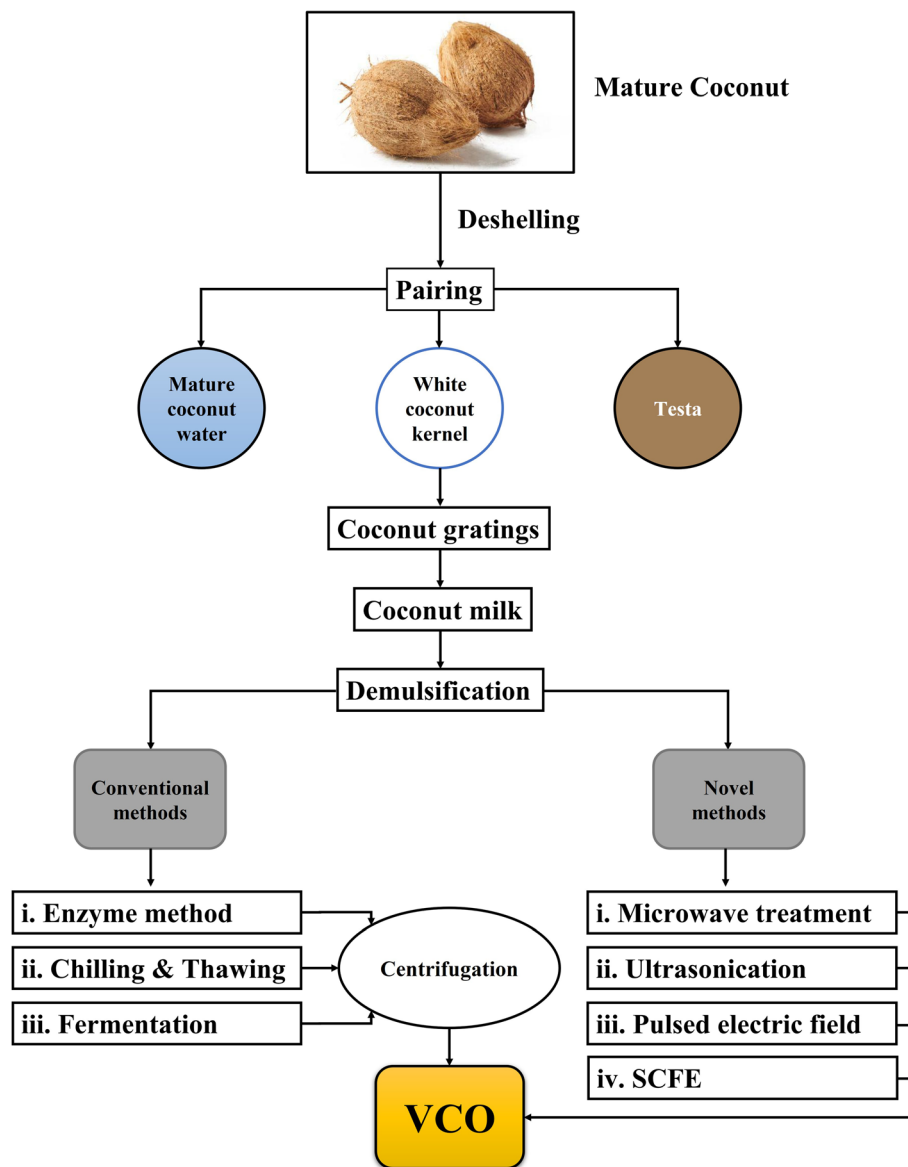 Mature Coconut
Deshelling
Pairing
Mature
coconut
water
White
coconut
kernel
Testa
Coconut gratings
Coconut milk
Demulsification
Conventional
methods
Novel
methods
i. Enzyme method
ii. Chilling & Thawing
iii. Fermentation
Centrifugation
i. Microwave treatment
ii. Ultrasonication
iii. Pulsed electric field
iv. SCFE
VCO